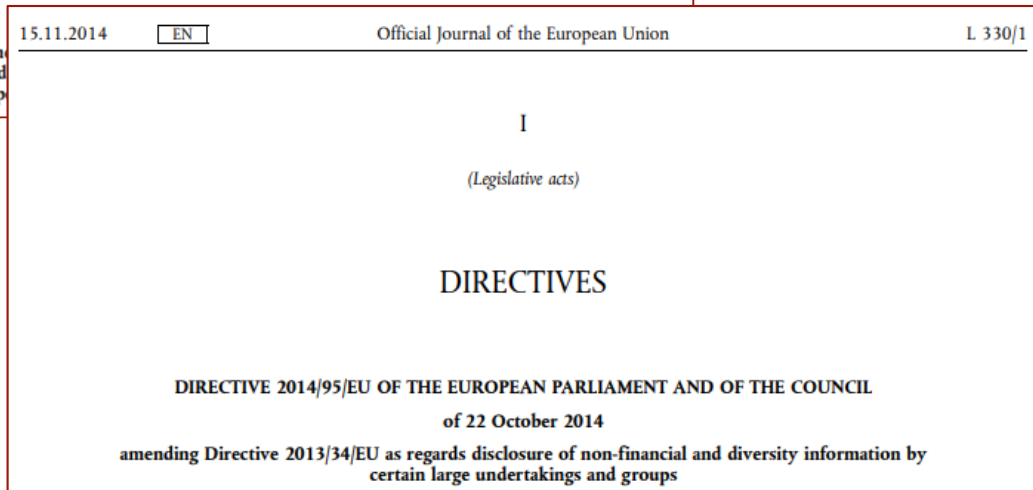 15.11.2014 EN Official Journal of the European Union L 330/1
I
(Legislative acts)
DIRECTIVES
DIRECTIVE 2014/95/EU OF THE EUROPEAN PARLIAMENT AND OF THE COUNCIL
of 22 October 2014
amending Directive 2013/34/EU as regards disclosure of non-financial and diversity information by
certain large undertakings and groups